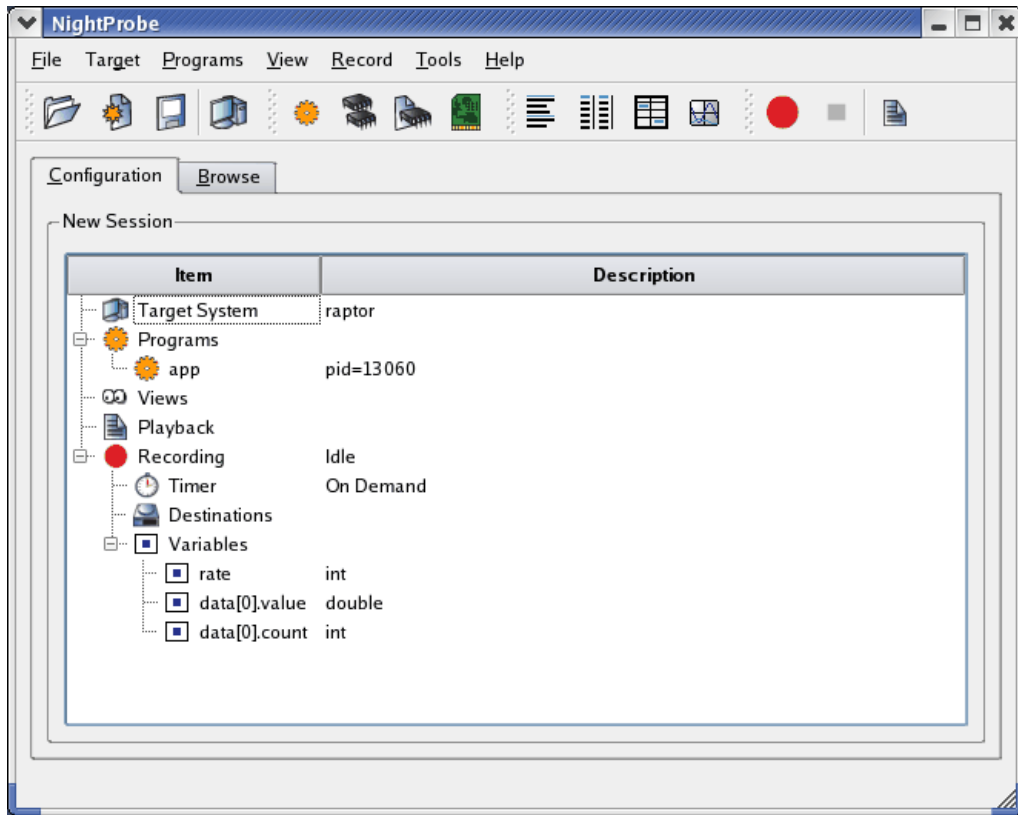 NightProbe
File Target Programs View Record Tools Help
Configuration Browse
New Session
Item Description
Target System raptor
Programs
app pid=13060
Views
Playback
Recording Idle
Timer On Demand
Destinations
Variables
rate int
data[0].value double
data[0].count int